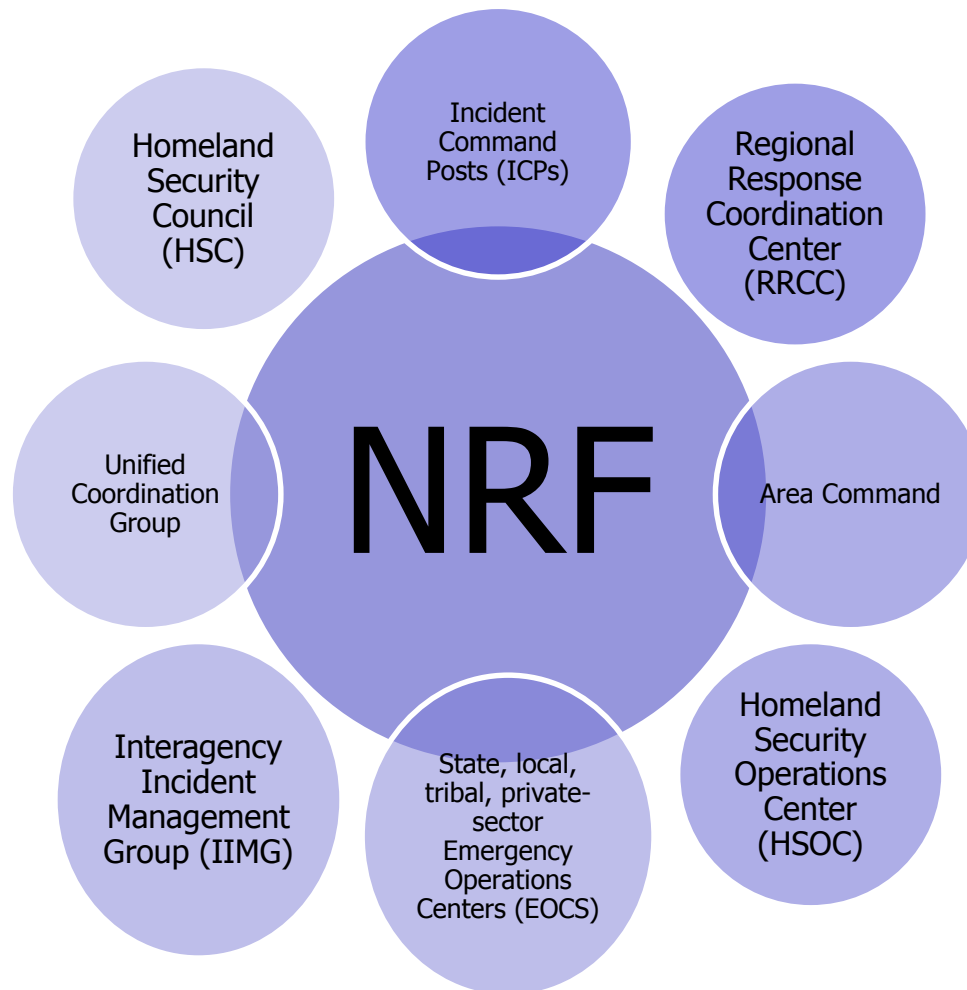 Homeland
Security
Council
(HSC)
Incident
Command
Posts (ICPs)
Regional
Response
Coordination
Center
(RRCC)
Unified
Coordination
Group
NRF
Area Command
Interagency
Incident
Management
Group (IIMG)
State, local,
tribal, private-
sector
Emergency
Operations
Centers (EOCS)
Homeland
Security
Operations
Center
(HSOC)